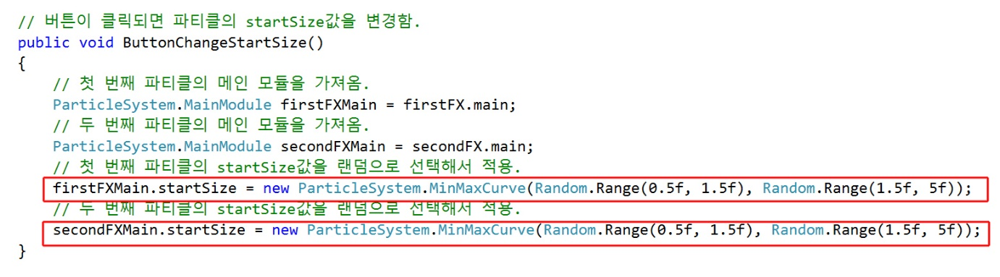 // 버튼이 클릭되면 파티클의 startSize값을 변경함.
public void ButtonChangeStartSize()
{
// 첫 번째 파티클의 메인 모듈을 가져옴.
ParticleSystem.MainModule firstFXMain = firstFX.main;
// 두 번째 파티클의 메인 모듈을 가져옴.
ParticleSystem.MainModule secondFXMain = secondFX.main;
// 첫 번째 파티클의 startSize값을 랜덤으로 선택해서 적용.
firstFXMain.startSize = new ParticleSystem.MinMaxCurve(Random.Range(0.5f, 1.5f), Random.Range(1.5f, 5f));
// 두 번째 파티클의 startSize값을 랜덤으로 선택해서 적용.
secondFXMain.startSize = new ParticleSystem.MinMaxCurve(Random.Range(0.5f, 1.5f), Random.Range(1.5f, 5f));
}